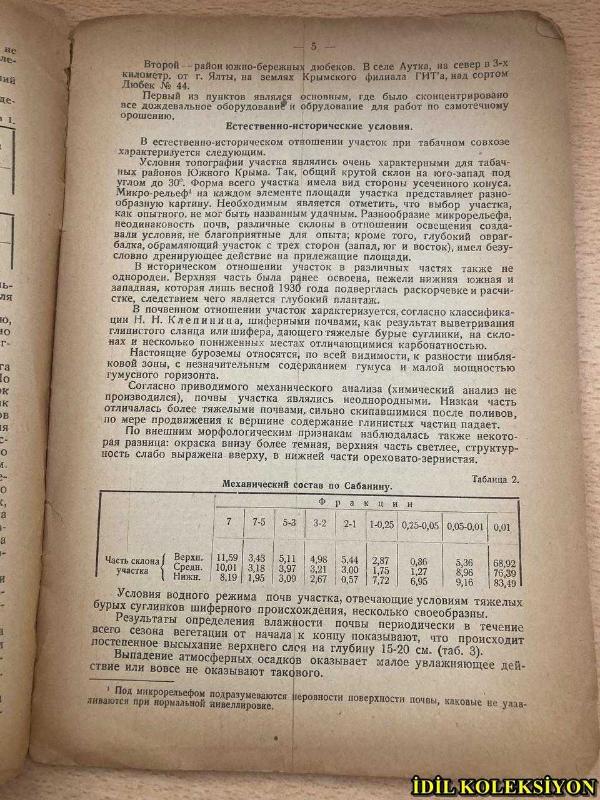 — 5 —
Второй — район южно-бережных дюбеков. В селе Аутка, на север в 3-х
километр. от г. Ялты, на землях Крымского филиала ГИТ'а, над сортом
Дюбек № 44.
Первый из пунктов являлся основным, где было сконцентрировано
все дождевальное оборудование и обрудование для работ по самотечному
орошению.
Естественно-исторические условия.
В естественно-историческом отношении участок при табачном совхозе
характеризуется следующим.
Условия топографии участка являлись очень характерными для табач-
ных районов Южного Крыма. Так, общий крутой склон на юго-запад под
углом до 30°. Форма всего участка имела вид стороны усеченного конуса.
Микро-рельеф¹ на каждом элементе площади участка представляет разно-
образную картину. Необходимым является отметить, что выбор участка,
как опытного, не мог быть названным удачным. Разнообразие микрорельефа,
неодинаковость почв, различные склоны в отношении освещения созда-
вали условия, не благоприятные для опыта; кроме того, глубокий овраг-
балка, обрамляющий участок с трех сторон (запад, юг и восток), имел безу-
словно дренирующее действие на прилежащие площади.
В историческом отношении участок в различных частях также не
однороден. Верхняя часть была ранее освоена, нежели нижняя южная и
западная, которая лишь весной 1930 года подверглась раскорчевке и расчи-
стке, следствием чего является глубокий плантаж.
В почвенном отношении участок характеризуется, согласно классифика-
ции Н. Н. Клепинина, шиферными почвами, как результат выветривания
глинистого сланца или шифера, дающего тяжелые бурые суглинки, на скло-
нах и несколько пониженных местах отличающимися карбонатностью.
Настоящие буроземы относятся, по всей видимости, к разности шибля-
ковой зоны, с незначительным содержанием гумуса и малой мощностью
гумусного горизонта.
Согласно приводимого механического анализа (химический анализ не
производился), почвы участка являлись неоднородными. Низкая часть
отличалась более тяжелыми почвами, сильно скипавшимися после поливов,
по мере продвижения к вершине содержание глинистых частиц падает.
По внешним морфологическим признакам наблюдалась также некото-
рая разница: окраска внизу более темная, верхняя часть светлее, структур-
ность слабо выражена вверху, в нижней части ореховато-зернистая.
Таблица 2.
Механический состав по Сабанину.
Фракции
7 7-5 5-3 3-2 2-1 1-0,25 0,25-0,05 0,05-0,01 0,01
Часть склона участка
Верхн. 11,59 3,43 5,11 4,98 5.44 2,87 0,36 5,36 68,92
Средн. 10,01 3,18 3,97 3,21 3.00 1,75 1,27 8,96 76,39
Нижн. 8,19 1,95 3,09 2,67 0,57 7,72 6,95 9,16 83,49
Условия водного режима почв участка, отвечающие условиям тяжелых
бурых суглинков шиферного происхождения, несколько своеобразны.
Результаты определения влажности почвы периодически в течение
всего сезона вегетации от начала к концу показывают, что происходит
постепенное высыхание верхнего слоя на глубину 15-20 см. (таб. 3).
Выпадение атмосферных осадков оказывает малое увлажняющее дей-
ствие или вовсе не оказывают такового.
¹ Под микрорельефом подразумеваются неровности поверхности почвы, каковые не улав-
ливаются при нормальной нивеллировке.
İDİL KOLEKSİYON